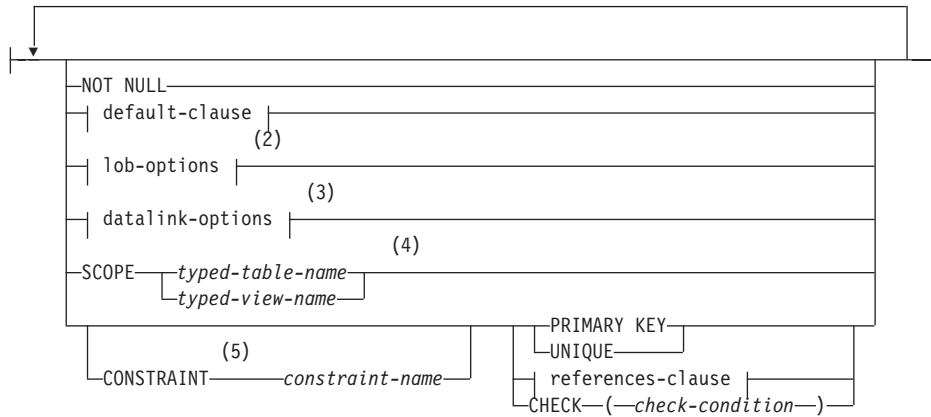 NOT NULL
default-clause
(2)
lob-options
(3)
datalink-options
(4)
SCOPE typed-table-name
typed-view-name
PRIMARY KEY
(5) UNIQUE
CONSTRAINT constraint-name references-clause
CHECK ( check-condition )